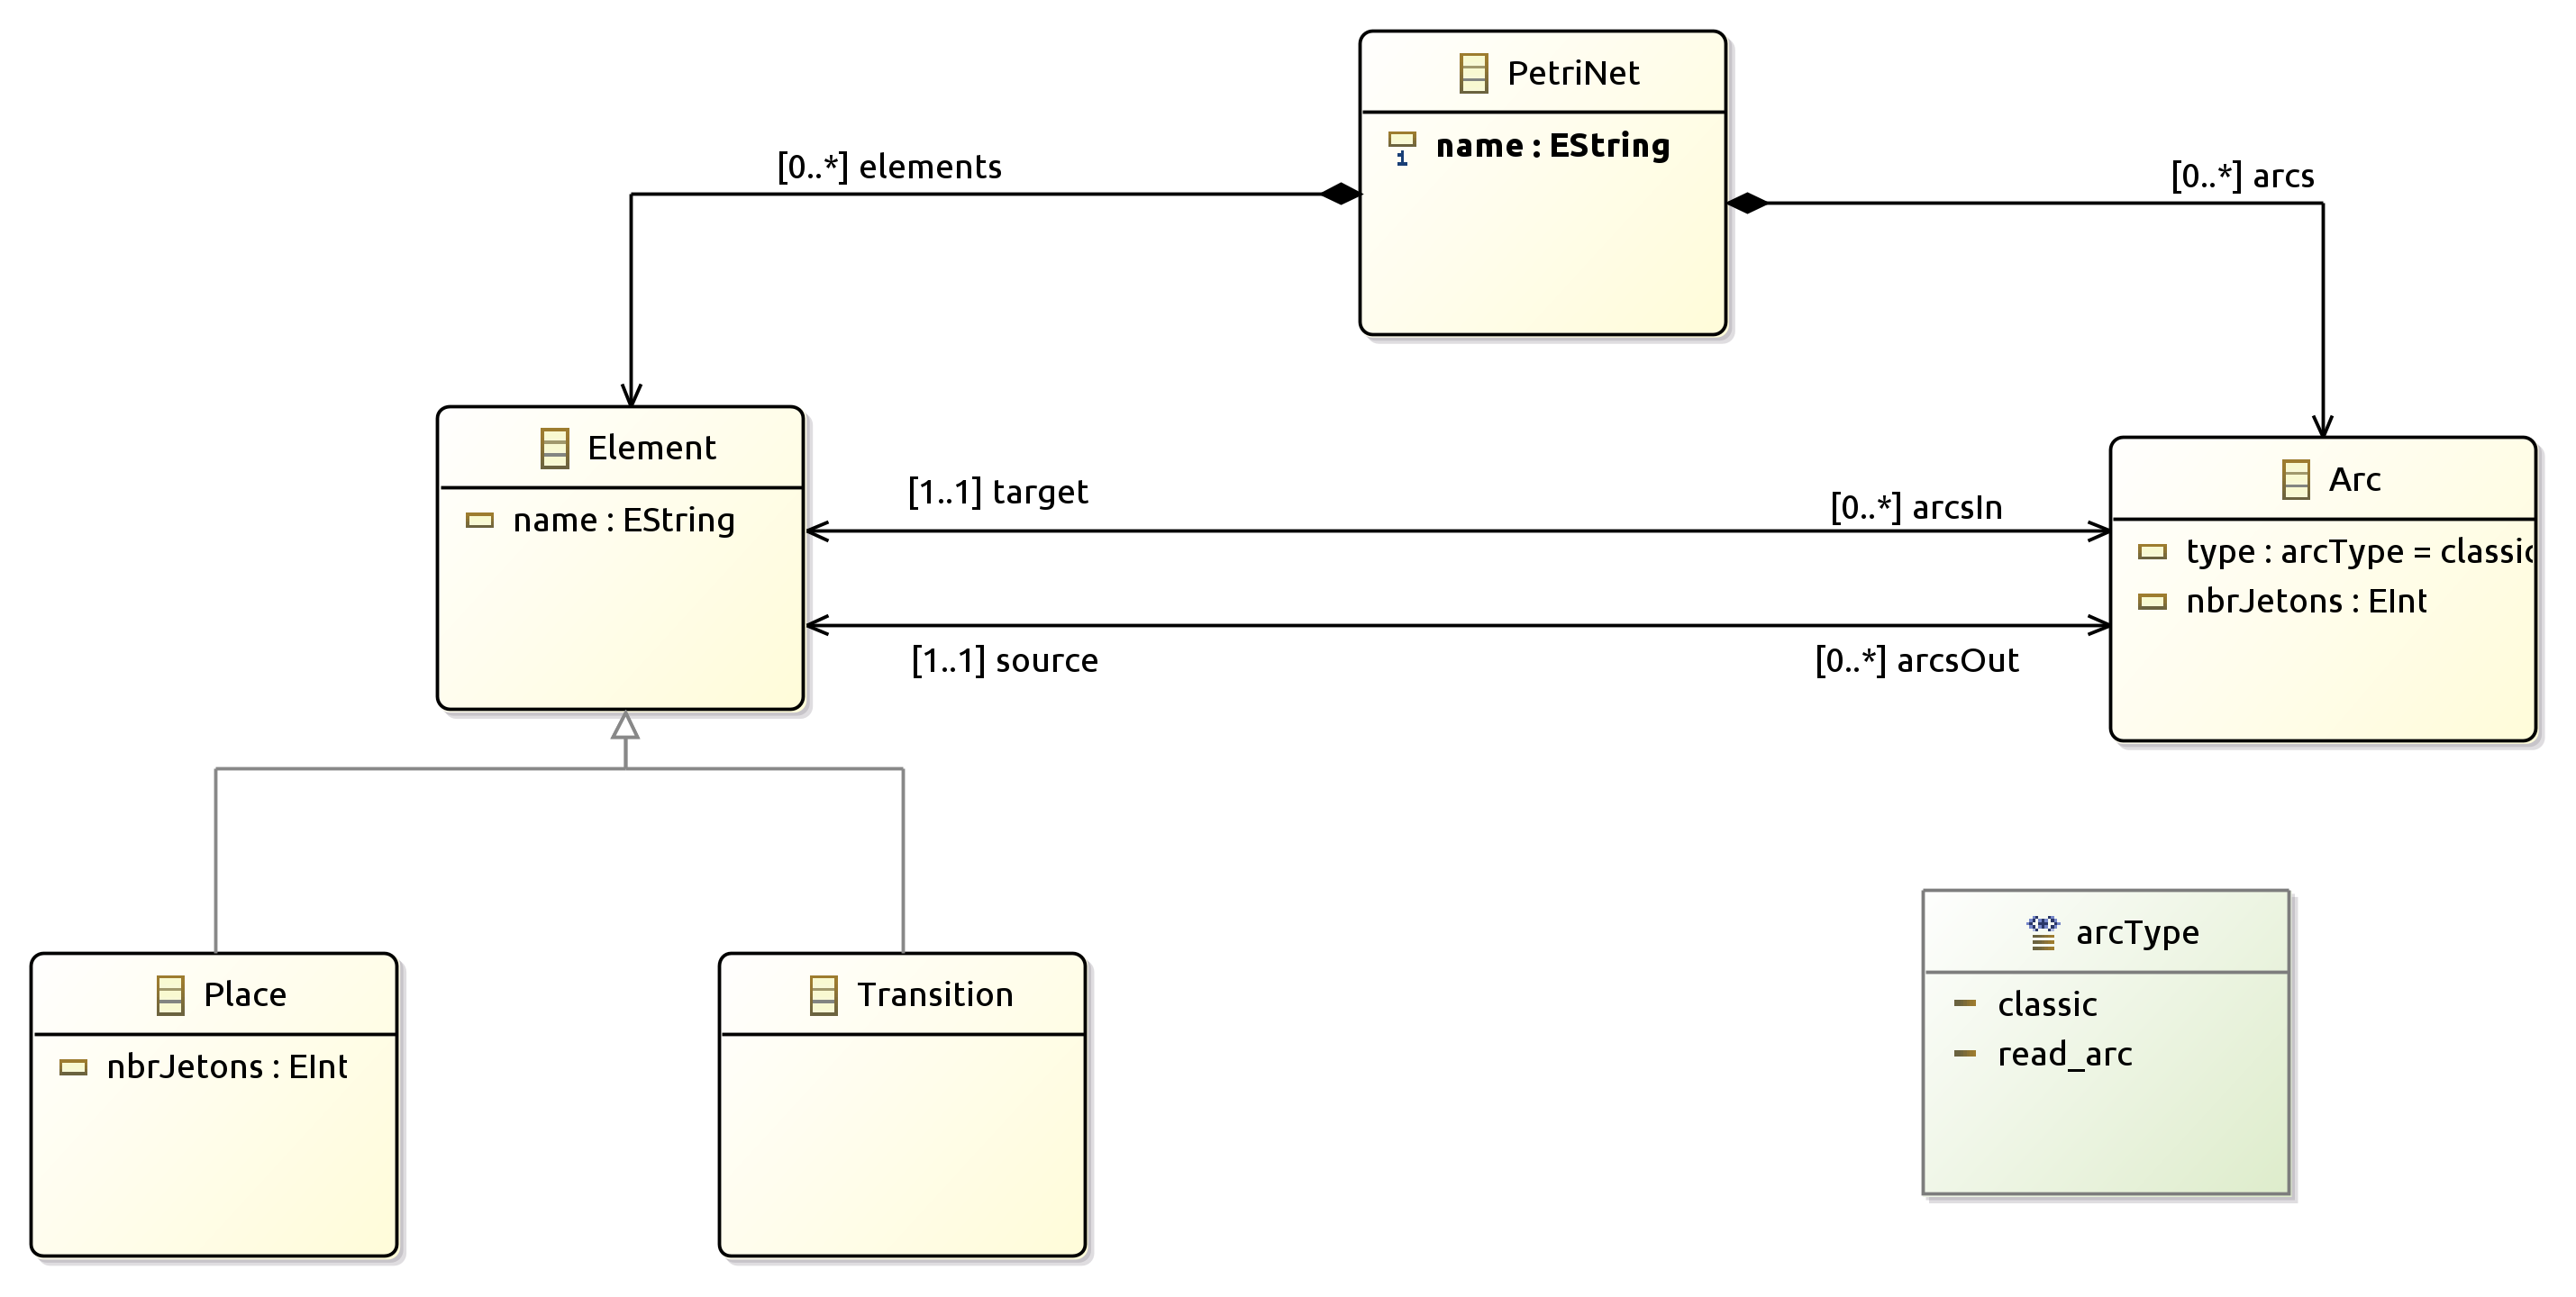 PetriNet
1 name : EString
[0..*] elements
[0..*] arcs
Element
name : EString
[1..1] target
[0..*] arcsIn
[1..1] source
[0..*] arcsOut
Arc
type : arcType = classic
nbrJetons : EInt
Place
nbrJetons : EInt
Transition
arcType
classic
read_arc